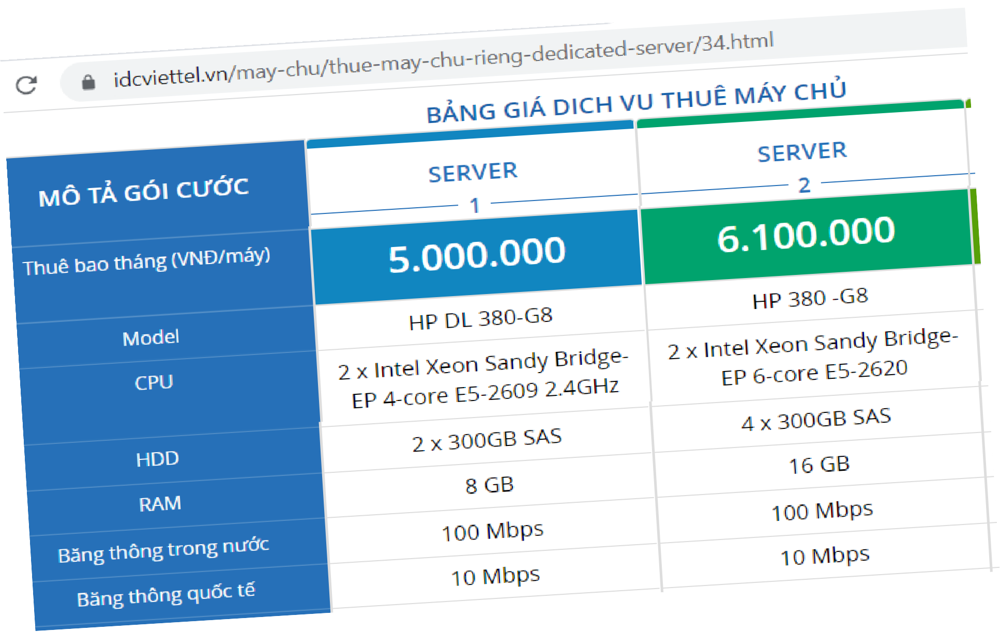 idcviettel.vn/may-chu/thue-may-chu-rieng-dedicated-server/34.html
BẢNG GIÁ DICH VU THUÊ MÁY CHỦ
MÔ TẢ GÓI CƯỚC
SERVER
1
SERVER
2
Thuê bao tháng (VNĐ/máy)
5.000.000
6.100.000
Model
HP DL 380-G8
HP 380 -G8
CPU
2 x Intel Xeon Sandy Bridge-
EP 4-core E5-2609 2.4GHz
2 x Intel Xeon Sandy Bridge-
EP 6-core E5-2620
HDD
2 x 300GB SAS
4 x 300GB SAS
RAM
8 GB
16 GB
Băng thông trong nước
100 Mbps
100 Mbps
Băng thông quốc tế
10 Mbps
10 Mbps